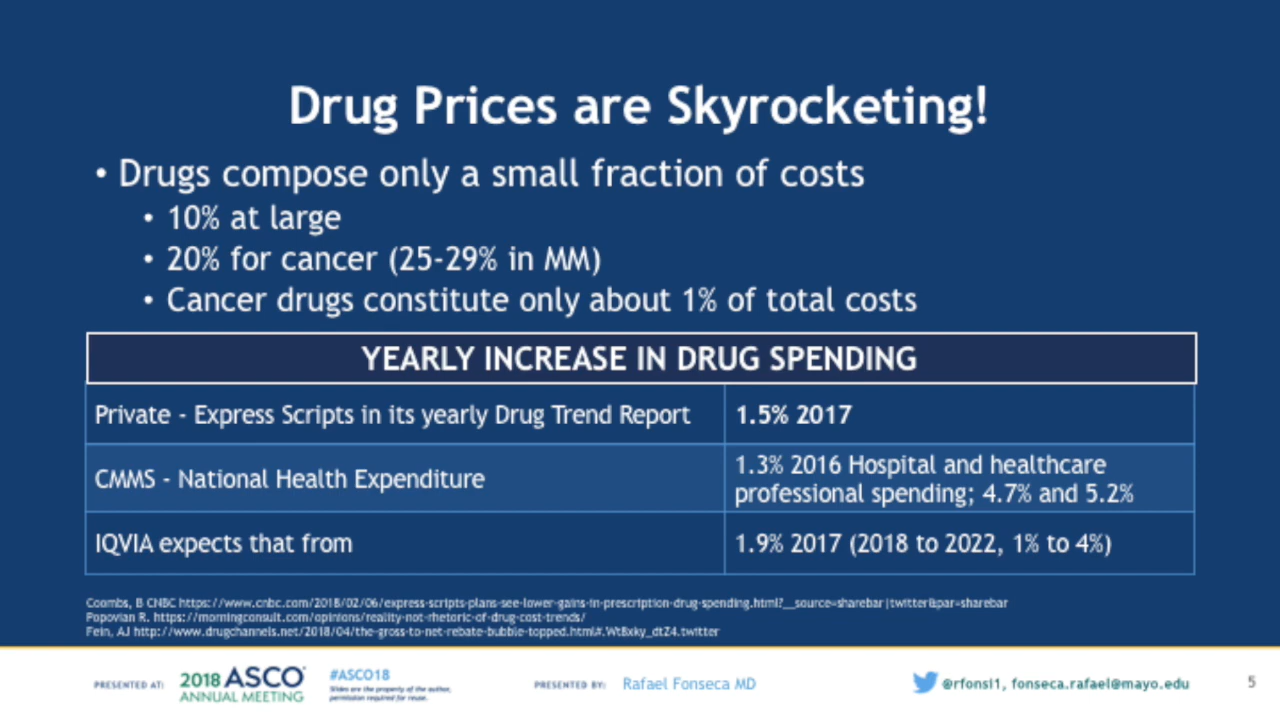 Drug Prices are Skyrocketing!
• Drugs compose only a small fraction of costs
• 10% at large
• 20% for cancer (25-29% in MM)
• Cancer drugs constitute only about 1% of total costs
YEARLY INCREASE IN DRUG SPENDING
Private - Express Scripts in its yearly Drug Trend Report
1.5% 2017
CMMS - National Health Expenditure
1.3% 2016 Hospital and healthcare
professional spending; 4.7% and 5.2%
IQVIA expects that from
1.9% 2017 (2018 to 2022, 1% to 4%)
Coombs, B CNBC https://www.cnbc.com/2018/02/06/express-scripts-plans-see-lower-gains-in-prescription-drug-spending.html?__source=sharebar|twitter&par=sharebar
Popovian R. https://morningconsult.com/opinions/reality-not-rhetoric-of-drug-cost-trends/
Fein, AJ http://www.drugchannels.net/2018/04/the-gross-to-net-rebate-bubble-topped.html#.Wt8xky_dtZ4.twitter
PRESENTED AT:
2018 ASCO
ANNUAL MEETING
#ASCO18
Slides are the property of the author,
permission required for reuse.
PRESENTED BY:
Rafael Fonseca MD
@rfonsi1, fonseca.rafael@mayo.edu
5